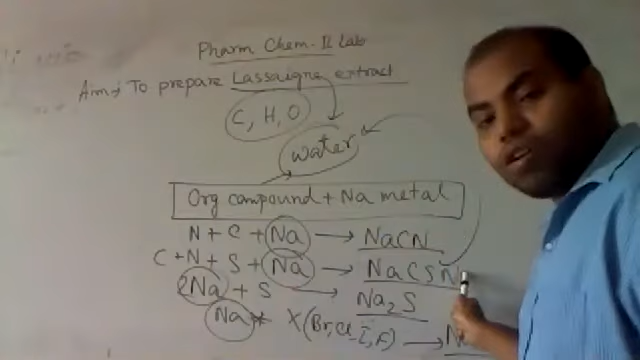 Pharm Chem-II Lab
Aim → To prepare Lassaigne extract
C, H, O
water
Org compound + Na metal
N + C + Na → NaCN
C + N + S + Na → NaCSN
2Na + S → Na₂S
Na + X(Br, Cl, I, F) → N